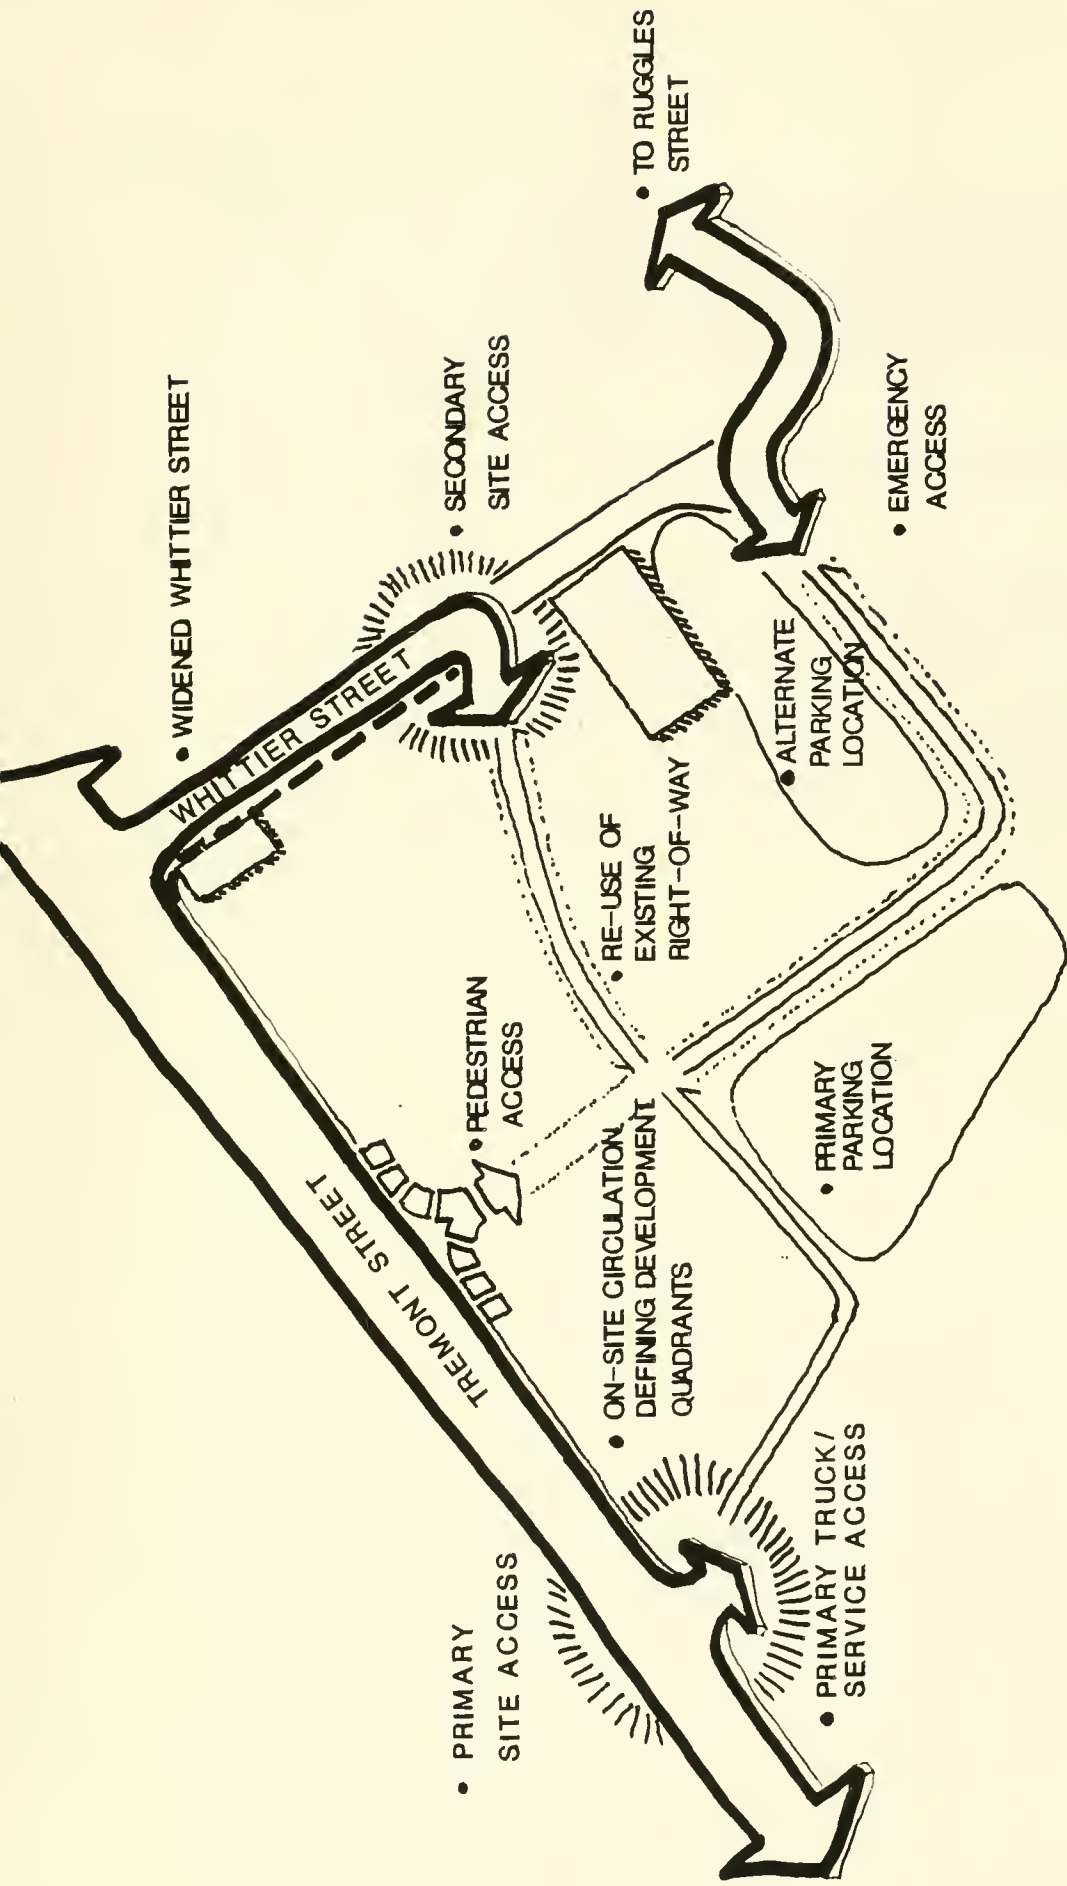 • PRIMARY
SITE ACCESS
TREMONT STREET
• PEDESTRIAN
ACCESS
• WIDENED WHITTIER STREET
WHITTIER STREET
• SECONDARY
SITE ACCESS
• TO RUGGLES
STREET
• ON-SITE CIRCULATION
DEFINING DEVELOPMENT
QUADRANTS
• RE-USE OF
EXISTING
RIGHT-OF-WAY
• PRIMARY TRUCK/
SERVICE ACCESS
• PRIMARY
PARKING
LOCATION
• ALTERNATE
PARKING
LOCATION
• EMERGENCY
ACCESS